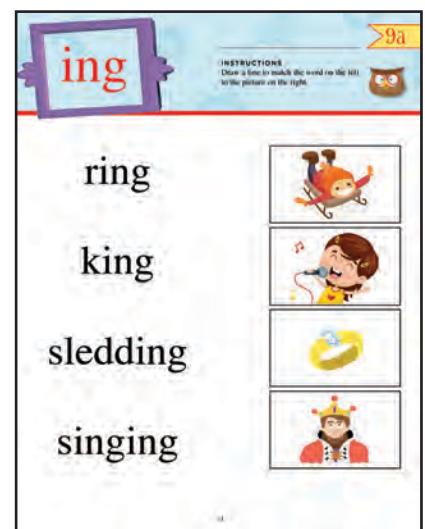 9a
ing
INSTRUCTIONS
Draw a line to match the word on the left
to the picture on the right.
ring
king
sledding
singing